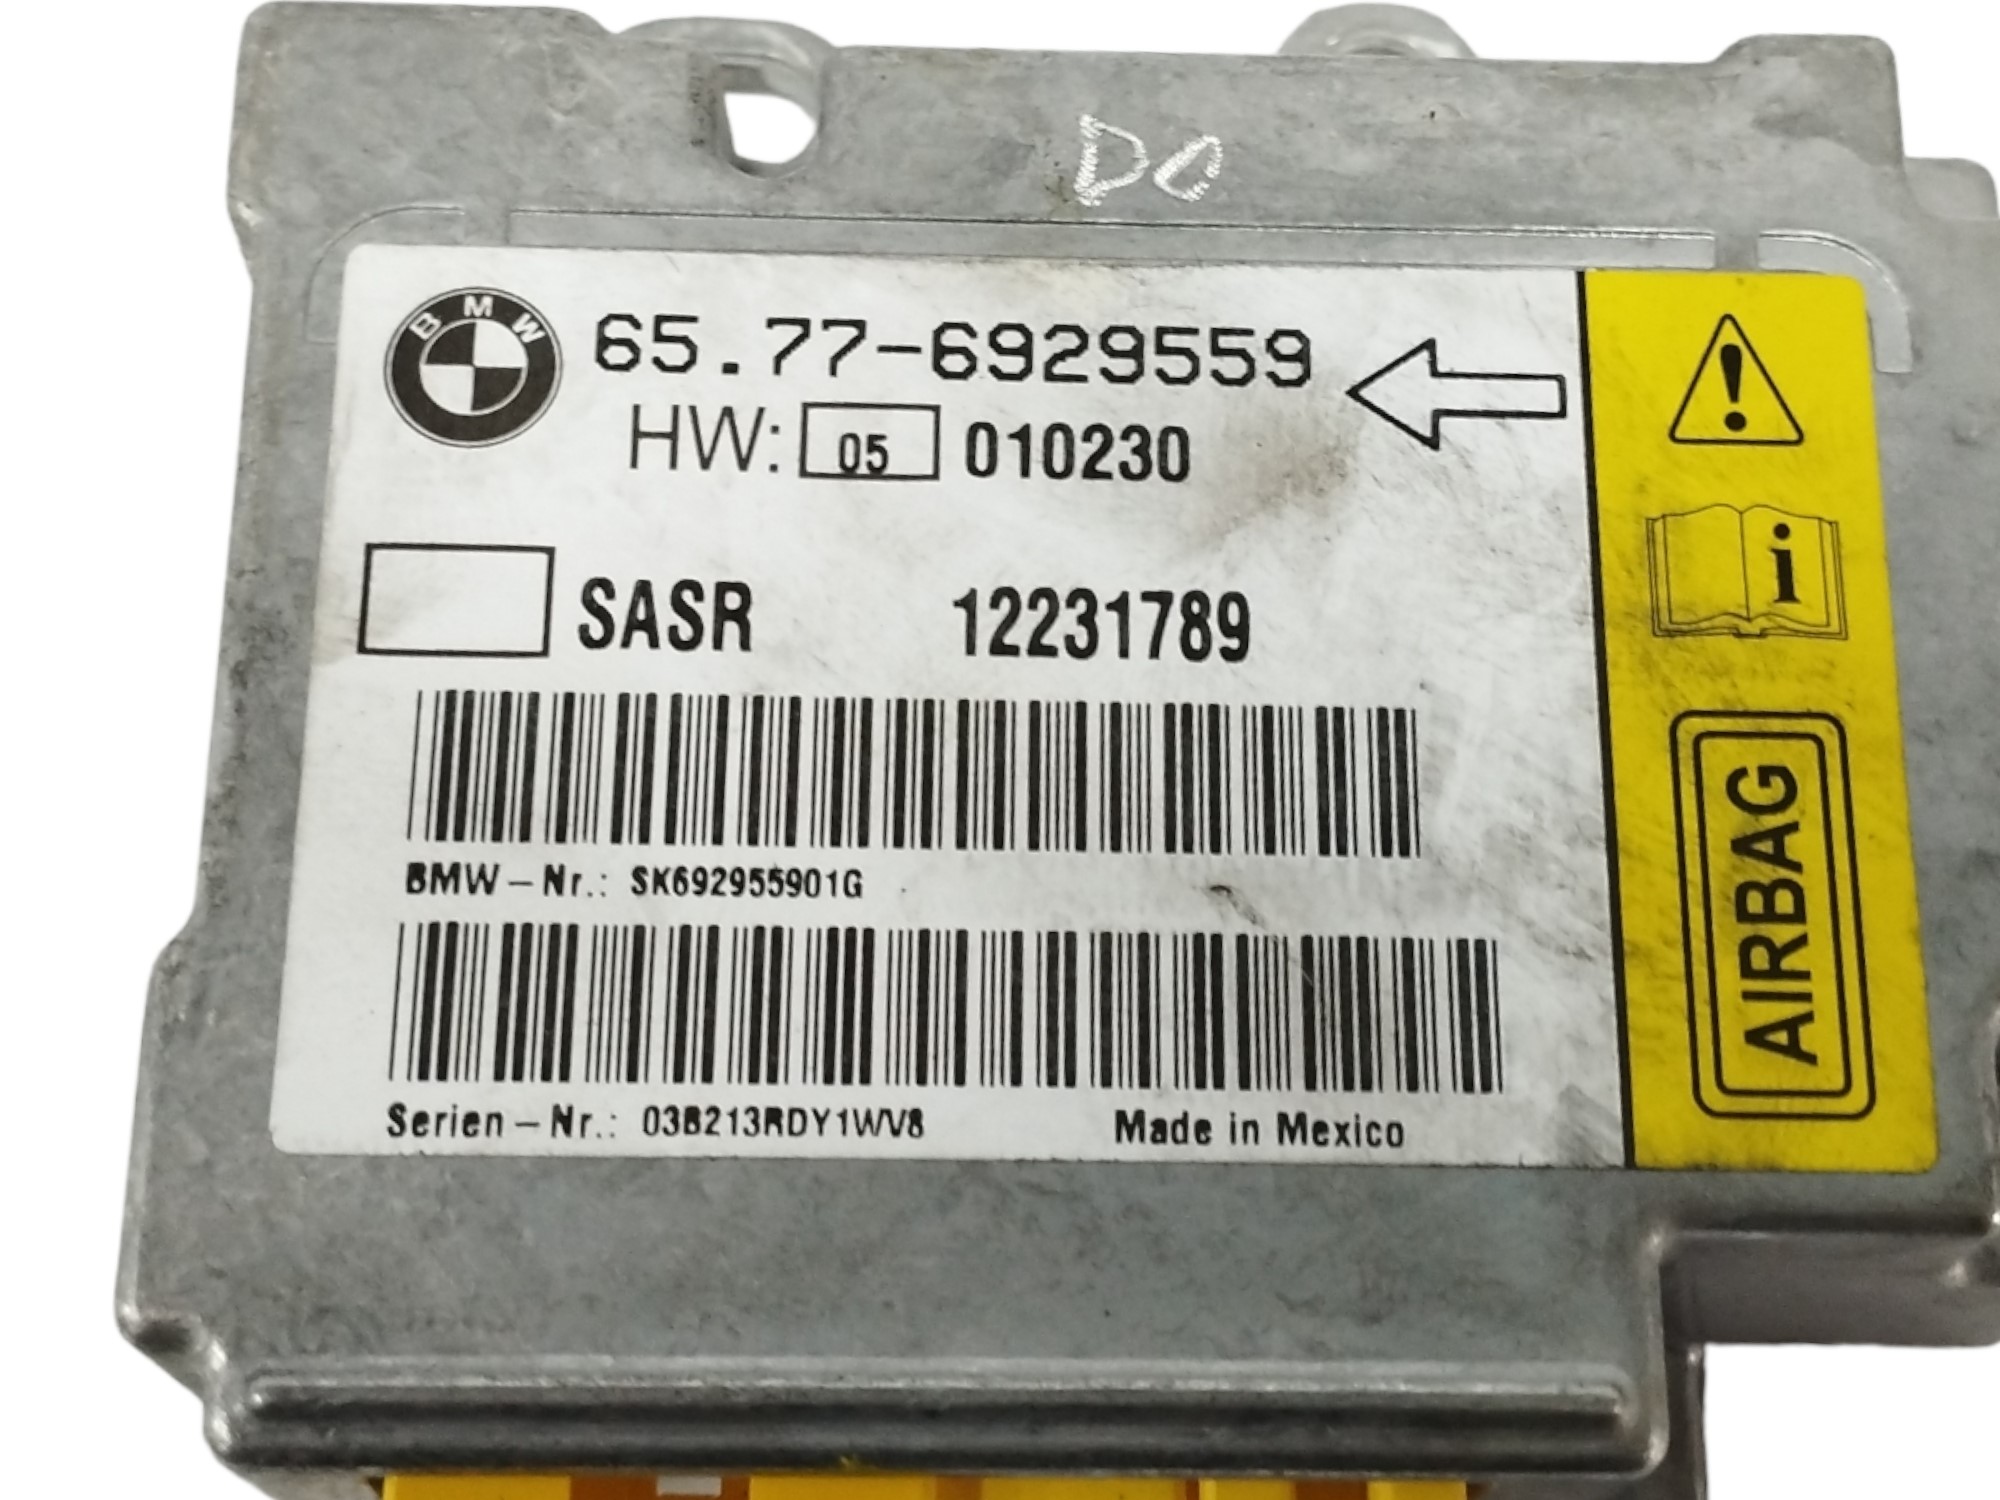 DC
BMW
65.77-6929559
HW: 05 010230
SASR 12231789
BMW-Nr.: SK692955901G
Serien-Nr.: 03B213RDY1WV8 Made in Mexico
i
AIRBAG